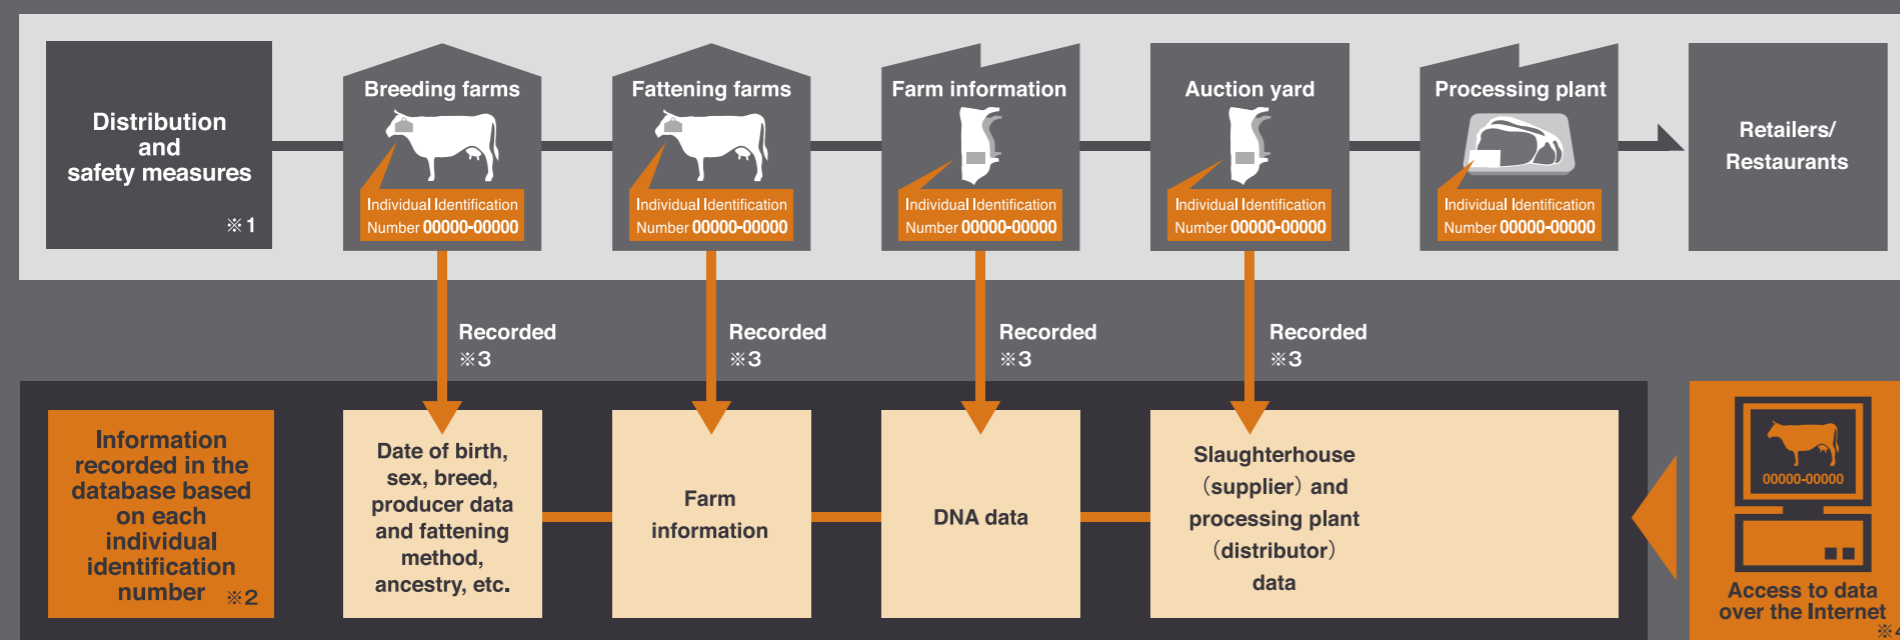 Distribution
and
safety measures
※1
Breeding farms
Individual Identification
Number 00000-00000
Fattening farms
Individual Identification
Number 00000-00000
Farm information
Individual Identification
Number 00000-00000
Auction yard
Individual Identification
Number 00000-00000
Processing plant
Individual Identification
Number 00000-00000
Retailers/
Restaurants
Recorded
※3
Recorded
※3
Recorded
※3
Recorded
※3
Information
recorded in the
database based
on each
individual
identification
number ※2
Date of birth,
sex, breed,
producer data
and fattening
method,
ancestry, etc.
Farm
information
DNA data
Slaughterhouse
（supplier）and
processing plant
（distributor）
data
00000-00000
Access to data
over the Internet
※4